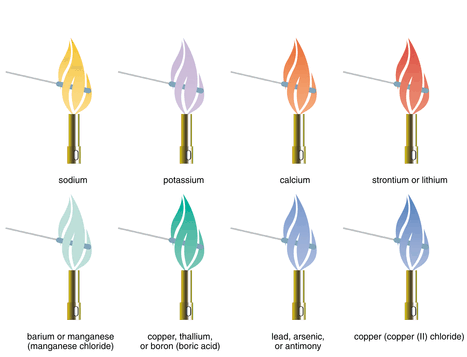 sodium
potassium
calcium
strontium or lithium
barium or manganese
(manganese chloride)
copper, thallium,
or boron (boric acid)
lead, arsenic,
or antimony
copper (copper (II) chloride)